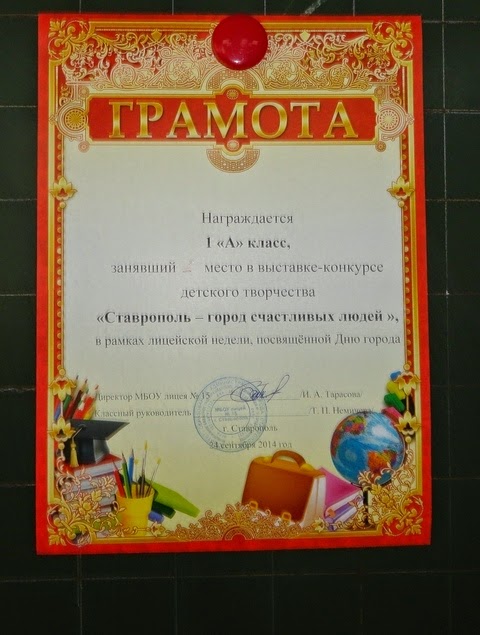 ГРАМОТА
Награждается
1 «А» класс,
занявший место в выставке-конкурсе
детского творчества
«Ставрополь – город счастливых людей »,
в рамках лицейской недели, посвящённой Дню города
Директор МБОУ лицея № 15 /И. А. Тарасова/
Классный руководитель /Т. П. Немичова/
г. Ставрополь
24 сентября 2014 год